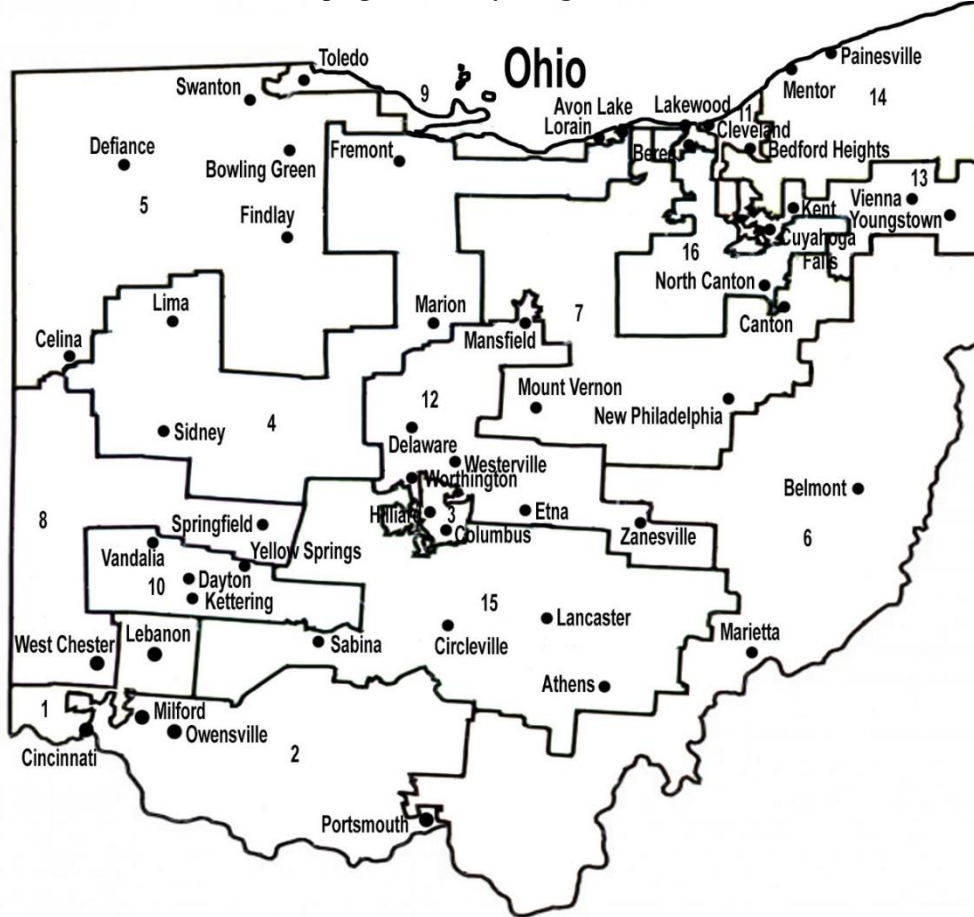 Ohio
Toledo
Swanton
9
Painesville
Mentor
14
Avon Lake
Lakewood
11
Lorain
Cleveland
Defiance
Bowling Green
Fremont
Bedford Heights
5
13
Vienna
Findlay
Kent
Youngstown
Cuyahoga
Falls
16
North Canton
Lima
Marion
7
Canton
Celina
Mansfield
12
Mount Vernon
New Philadelphia
Sidney
4
Delaware
Westerville
Worthington
Belmont
8
Springfield
Hilliard
3
Etna
Columbus
Zanesville
6
Vandalia
Yellow Springs
10
Dayton
Kettering
15
Lancaster
Circleville
Sabina
Marietta
West Chester
Lebanon
Athens
1
Milford
Owensville
Cincinnati
2
Portsmouth